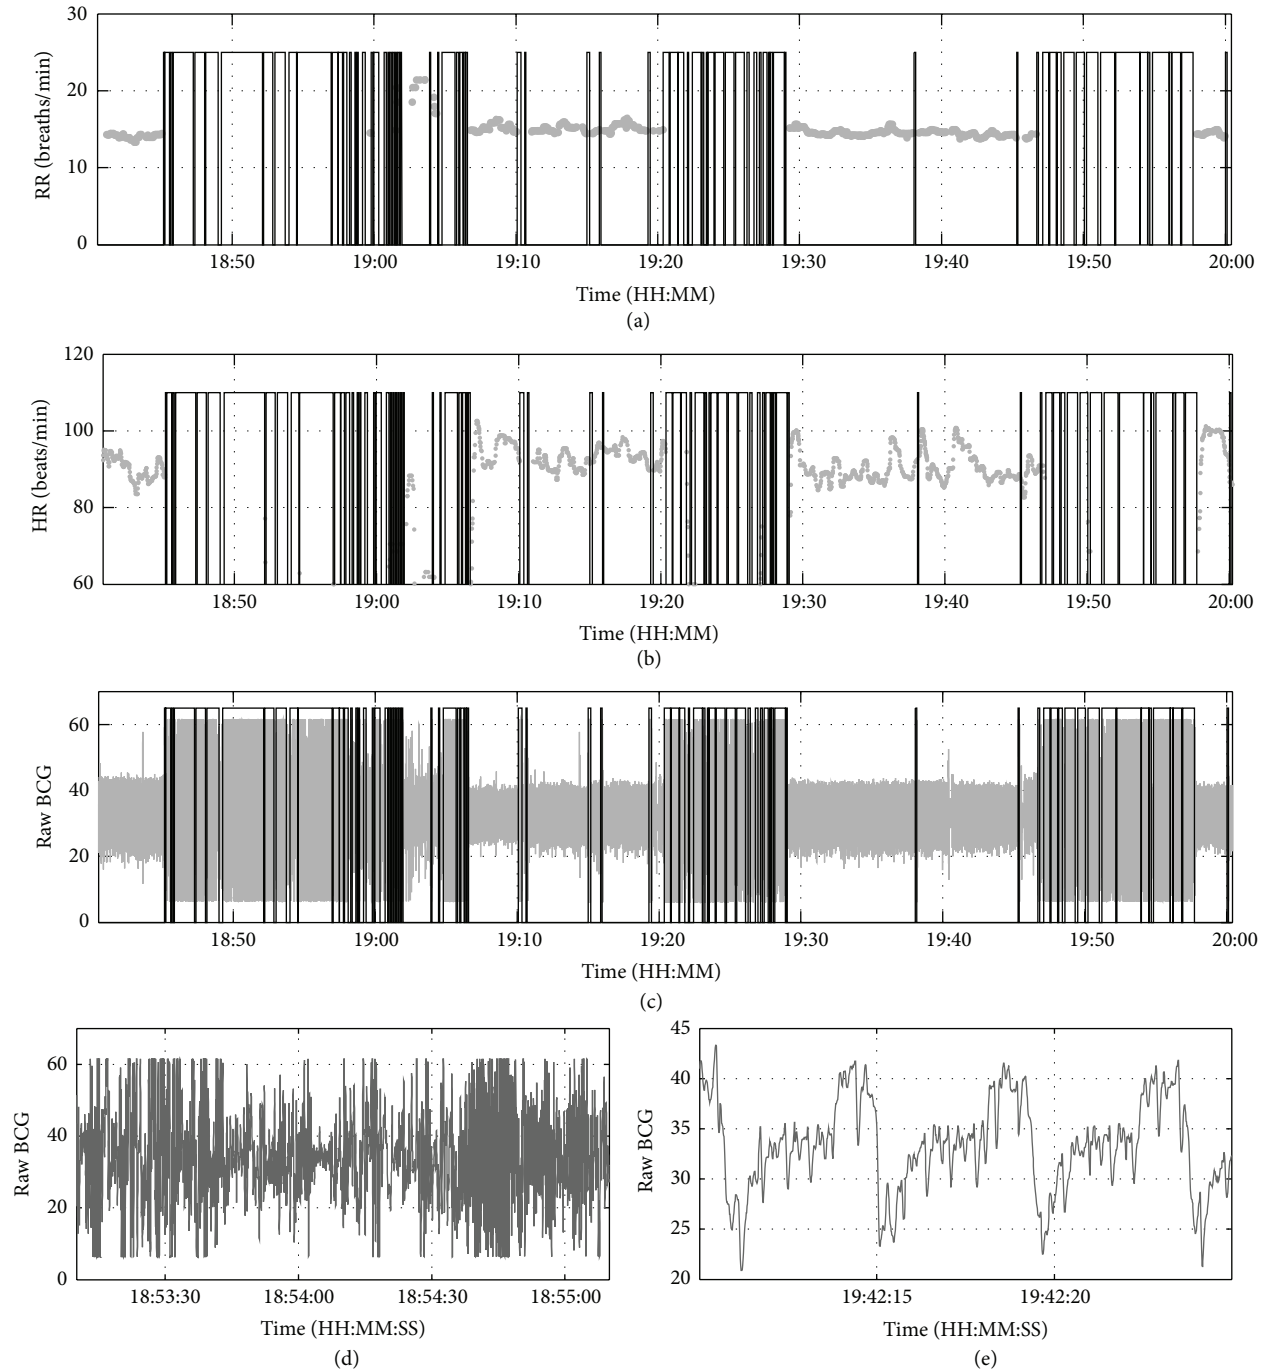 30
20
10
0
RR (breaths/min)
18:50 19:00 19:10 19:20 19:30 19:40 19:50 20:00
Time (HH:MM)
(a)
120
100
80
60
HR (beats/min)
18:50 19:00 19:10 19:20 19:30 19:40 19:50 20:00
Time (HH:MM)
(b)
60
40
20
0
Raw BCG
18:50 19:00 19:10 19:20 19:30 19:40 19:50 20:00
Time (HH:MM)
(c)
60
40
20
0
Raw BCG
18:53:30 18:54:00 18:54:30 18:55:00
Time (HH:MM:SS)
(d)
45
40
35
30
25
20
Raw BCG
19:42:15 19:42:20
Time (HH:MM:SS)
(e)